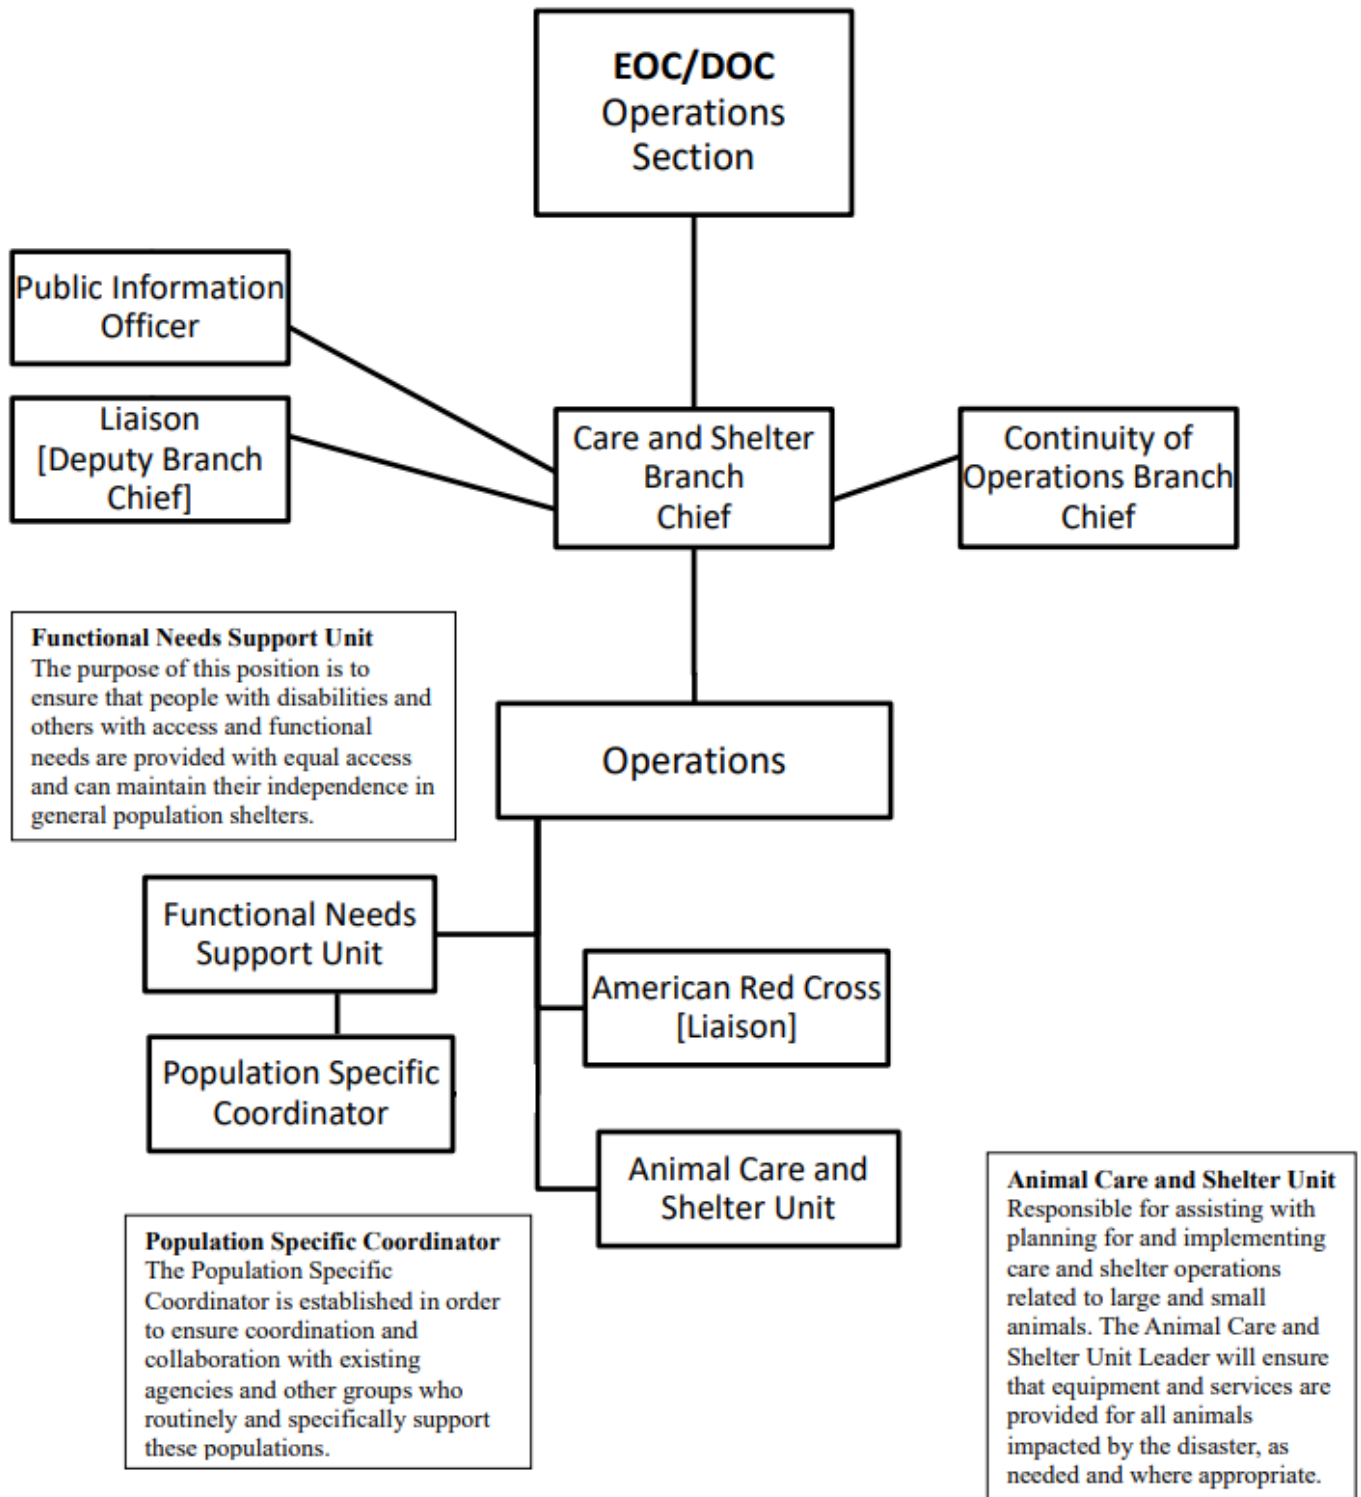 EOC/DOC
Operations
Section
Public Information
Officer
Liaison
[Deputy Branch
Chief]
Care and Shelter
Branch
Chief
Continuity of
Operations Branch
Chief
Functional Needs Support Unit
The purpose of this position is to
ensure that people with disabilities and
others with access and functional
needs are provided with equal access
and can maintain their independence in
general population shelters.
Operations
Functional Needs
Support Unit
American Red Cross
[Liaison]
Population Specific
Coordinator
Animal Care and
Shelter Unit
Population Specific Coordinator
The Population Specific
Coordinator is established in order
to ensure coordination and
collaboration with existing
agencies and other groups who
routinely and specifically support
these populations.
Animal Care and Shelter Unit
Responsible for assisting with
planning for and implementing
care and shelter operations
related to large and small
animals. The Animal Care and
Shelter Unit Leader will ensure
that equipment and services are
provided for all animals
impacted by the disaster, as
needed and where appropriate.